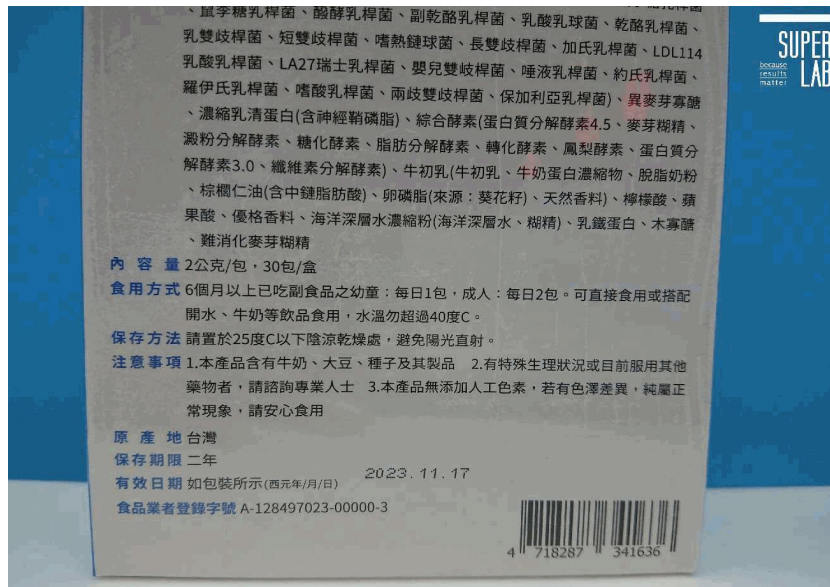 、鼠李糖乳桿菌、醱酵乳桿菌、副乾酪乳桿菌、乳酸乳球菌、乾酪乳桿菌、
乳雙歧桿菌、短雙歧桿菌、嗜熱鏈球菌、長雙歧桿菌、加氏乳桿菌、LDL114
乳酸乳桿菌、LA27瑞士乳桿菌、嬰兒雙歧桿菌、唾液乳桿菌、約氏乳桿菌、
羅伊氏乳桿菌、嗜酸乳桿菌、兩歧雙歧桿菌、保加利亞乳桿菌)、異麥芽寡醣
、濃縮乳清蛋白(含神經鞘磷脂)、綜合酵素(蛋白質分解酵素4.5、麥芽糊精、
澱粉分解酵素、糖化酵素、脂肪分解酵素、轉化酵素、鳳梨酵素、蛋白質分
解酵素3.0、纖維素分解酵素)、牛初乳(牛初乳、牛奶蛋白濃縮物、脫脂奶粉
、棕櫚仁油(含中鏈脂肪酸)、卵磷脂(來源：葵花籽)、天然香料)、檸檬酸、蘋
果酸、優格香料、海洋深層水濃縮粉(海洋深層水、糊精)、乳鐵蛋白、木寡醣
、難消化麥芽糊精
內容量 2公克/包，30包/盒
食用方式 6個月以上已吃副食品之幼童：每日1包，成人：每日2包。可直接食用或搭配
開水、牛奶等飲品食用，水溫勿超過40度C。
保存方法 請置於25度C以下陰涼乾燥處，避免陽光直射。
注意事項 1.本產品含有牛奶、大豆、種子及其製品 2.有特殊生理狀況或目前服用其他
藥物者，請諮詢專業人士 3.本產品無添加人工色素，若有色澤差異，純屬正
常現象，請安心食用
原產地 台灣
保存期限 二年
有效日期 如包裝所示(西元年/月/日) 2023.11.17
食品業者登錄字號 A-128497023-00000-3
4 718287 341636
SUPER
because
results
matter
LAB